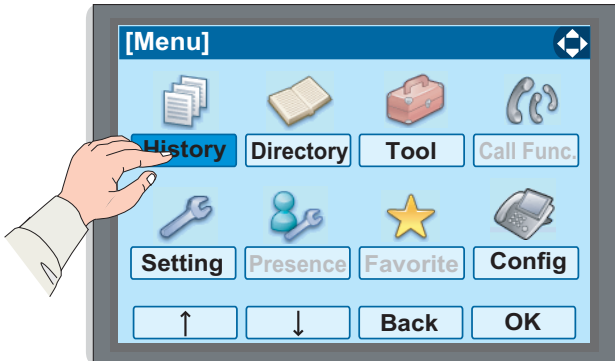 [Menu]
History Directory Tool Call Func.
Setting Presence Favorite Config
↑ ↓ Back OK